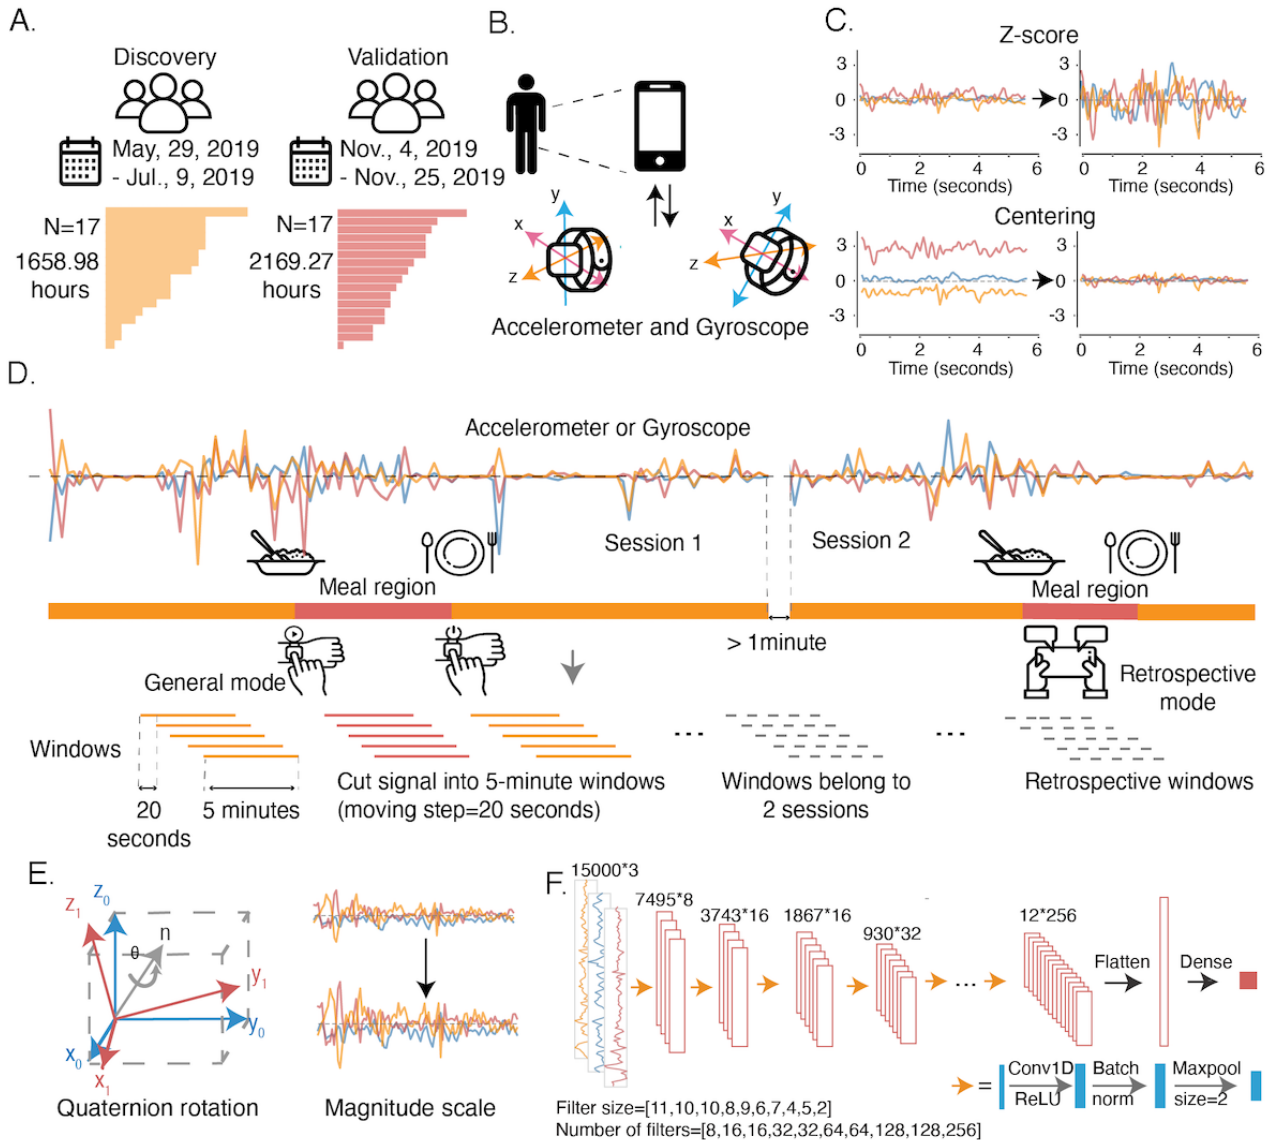 A.
Discovery
May, 29, 2019
- Jul., 9, 2019
N=17
1658.98
hours
Validation
Nov., 4, 2019
- Nov., 25, 2019
N=17
2169.27
hours
B.
y
x
z
y
x
z
Accelerometer and Gyroscope
C.
Z-score
3
0
-3
0 2 4 6
Time (seconds)
3
0
-3
0 2 4 6
Time (seconds)
Centering
3
0
-3
0 2 4 6
Time (seconds)
3
0
-3
0 2 4 6
Time (seconds)
D.
Accelerometer or Gyroscope
Session 1
Session 2
Meal region
Meal region
> 1minute
General mode
Retrospective
mode
Windows
...
...
20
seconds
5 minutes
Cut signal into 5-minute windows
(moving step=20 seconds)
Windows belong to
2 sessions
Retrospective windows
E.
z0
z1
n
θ
y1
y0
x0
x1
Quaternion rotation
Magnitude scale
F.
15000*3
7495*8
3743*16
1867*16
930*32
...
12*256
Flatten
Dense
=
Conv1D
ReLU
Batch
norm
Maxpool
size=2
Filter size=[11,10,10,8,9,6,7,4,5,2]
Number of filters=[8,16,16,32,32,64,64,128,128,256]